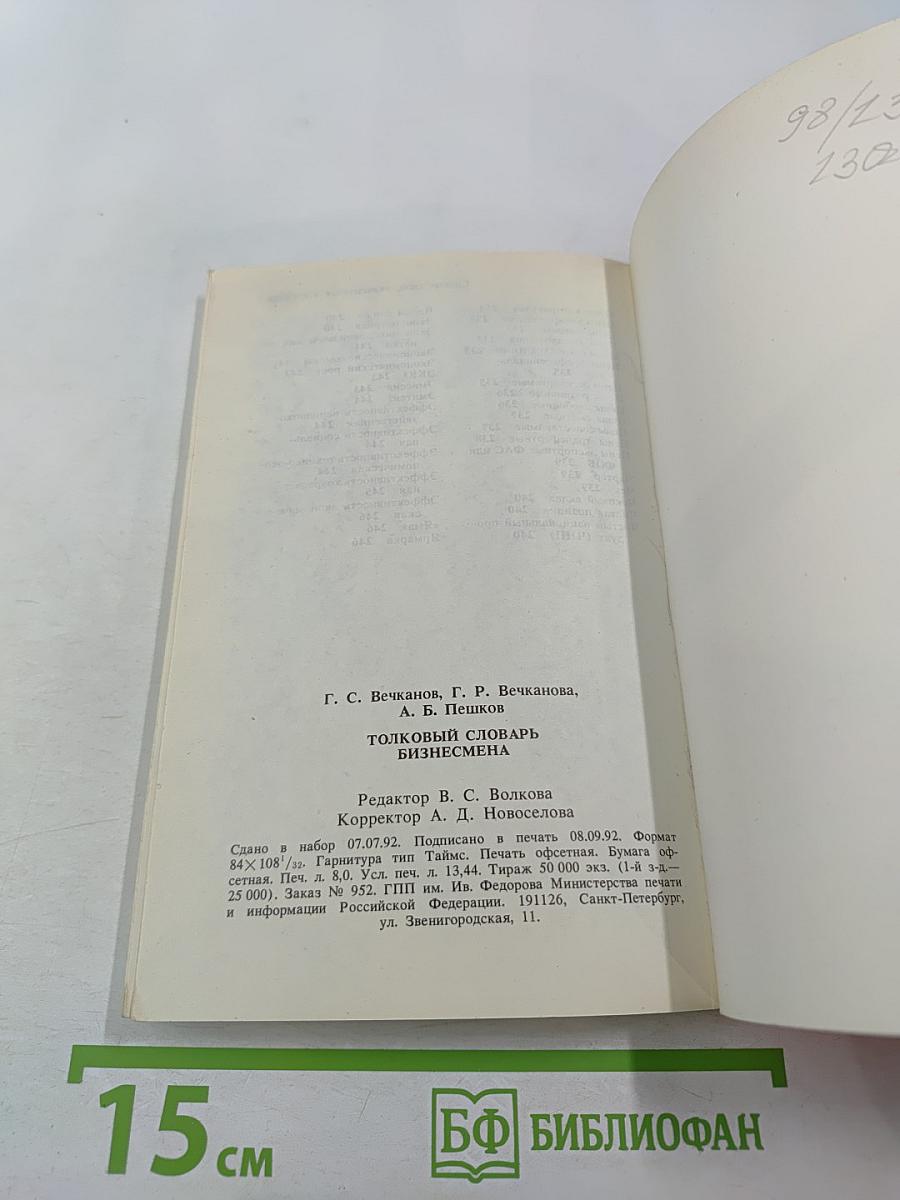 98/13
130
Г. С. Вечканов, Г. Р. Вечканова,
А. Б. Пешков
ТОЛКОВЫЙ СЛОВАРЬ
БИЗНЕСМЕНА
Редактор В. С. Волкова
Корректор А. Д. Новоселова
Сдано в набор 07.07.92. Подписано в печать 08.09.92. Формат
84×108¹/₃₂. Гарнитура тип Таймс. Печать офсетная. Бумага оф-
сетная. Печ. л. 8,0. Усл. печ. л. 13,44. Тираж 50 000 экз. (1-й з-д.—
25 000). Заказ № 952. ГПП им. Ив. Федорова Министерства печати
и информации Российской Федерации. 191126, Санкт-Петербург,
ул. Звенигородская, 11.
15 см
БФ БИБЛИОФАН